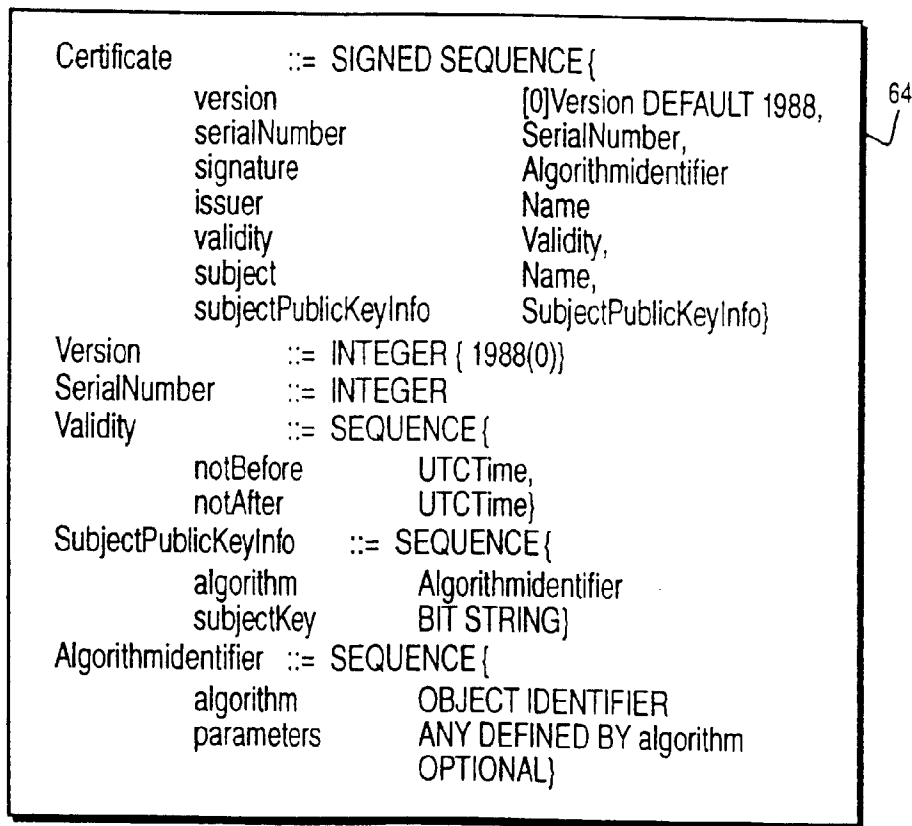 Certificate ::= SIGNED SEQUENCE{
version [0]Version DEFAULT 1988,
64
serialNumber SerialNumber,
signature Algorithmidentifier
issuer Name
validity Validity,
subject Name,
subjectPublicKeyInfo SubjectPublicKeyInfo}
Version ::= INTEGER { 1988(0)}
SerialNumber ::= INTEGER
Validity ::= SEQUENCE{
notBefore UTCTime,
notAfter UTCTime}
SubjectPublicKeyInfo ::= SEQUENCE{
algorithm Algorithmidentifier
subjectKey BIT STRING}
Algorithmidentifier ::= SEQUENCE{
algorithm OBJECT IDENTIFIER
parameters ANY DEFINED BY algorithm
OPTIONAL}